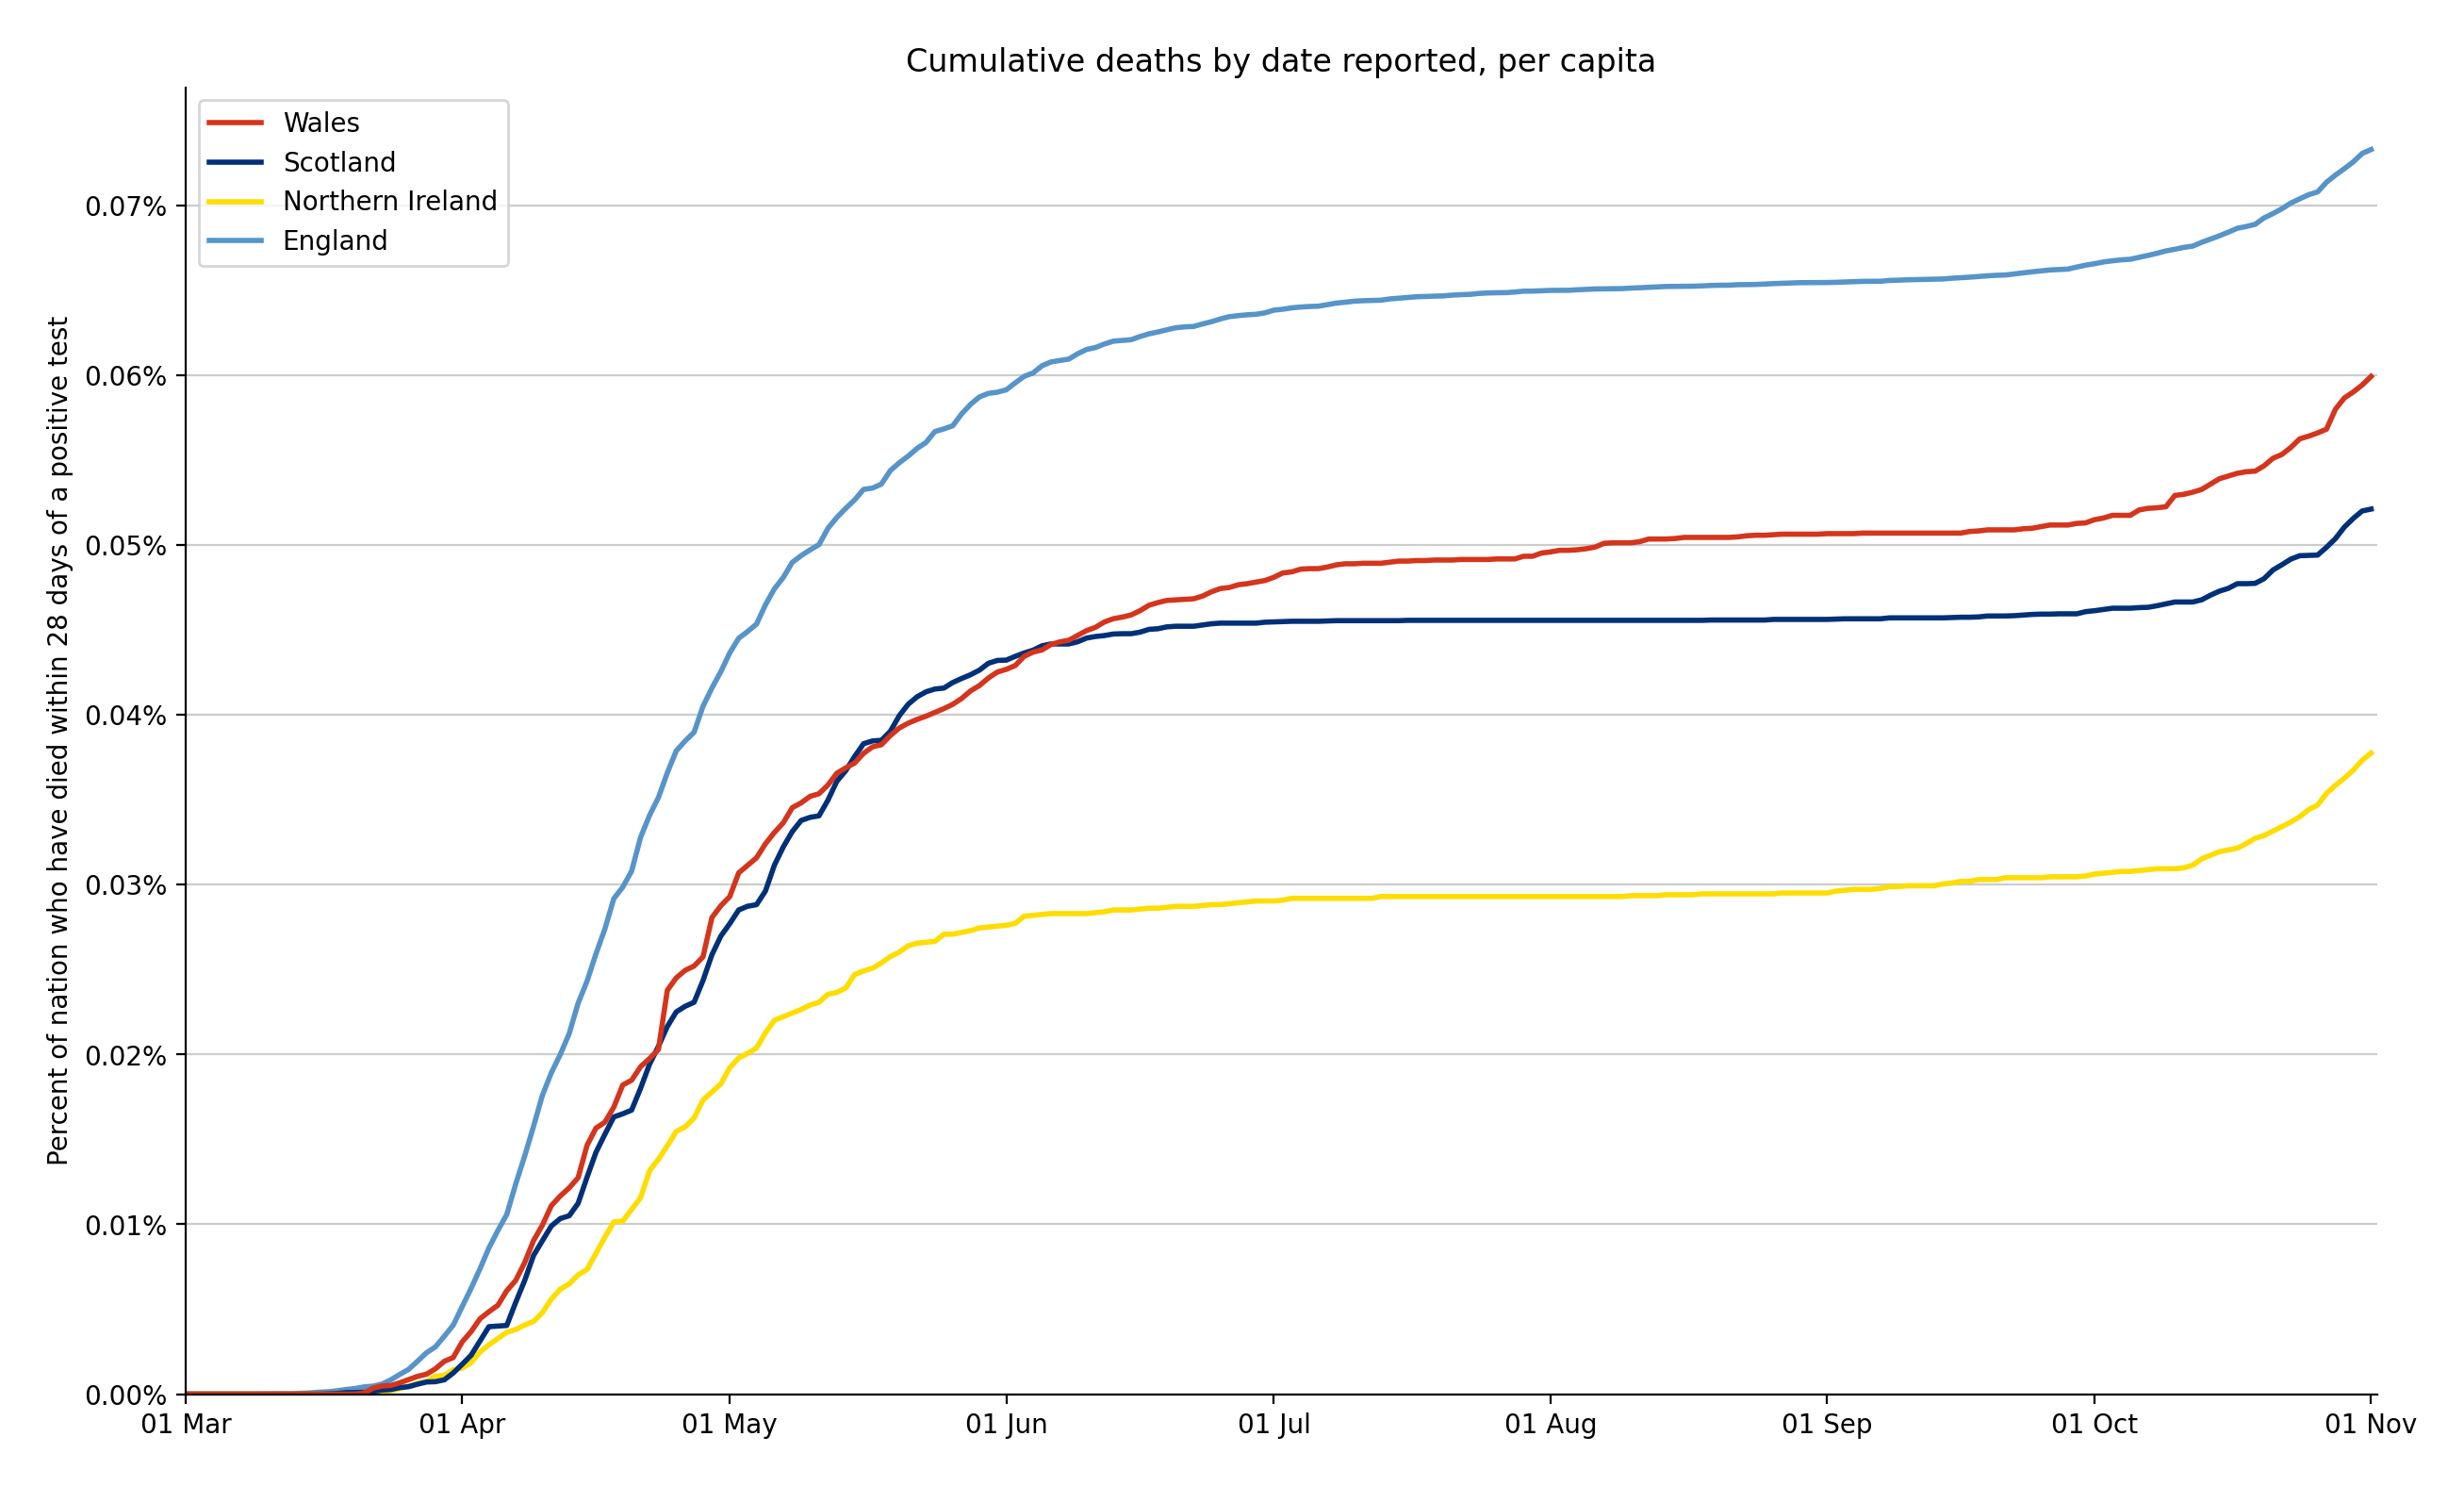 Cumulative deaths by date reported, per capita
Wales
Scotland
Northern Ireland
England
Percent of nation who have died within 28 days of a positive test
0.07%
0.06%
0.05%
0.04%
0.03%
0.02%
0.01%
0.00%
01 Mar
01 Apr
01 May
01 Jun
01 Jul
01 Aug
01 Sep
01 Oct
01 Nov